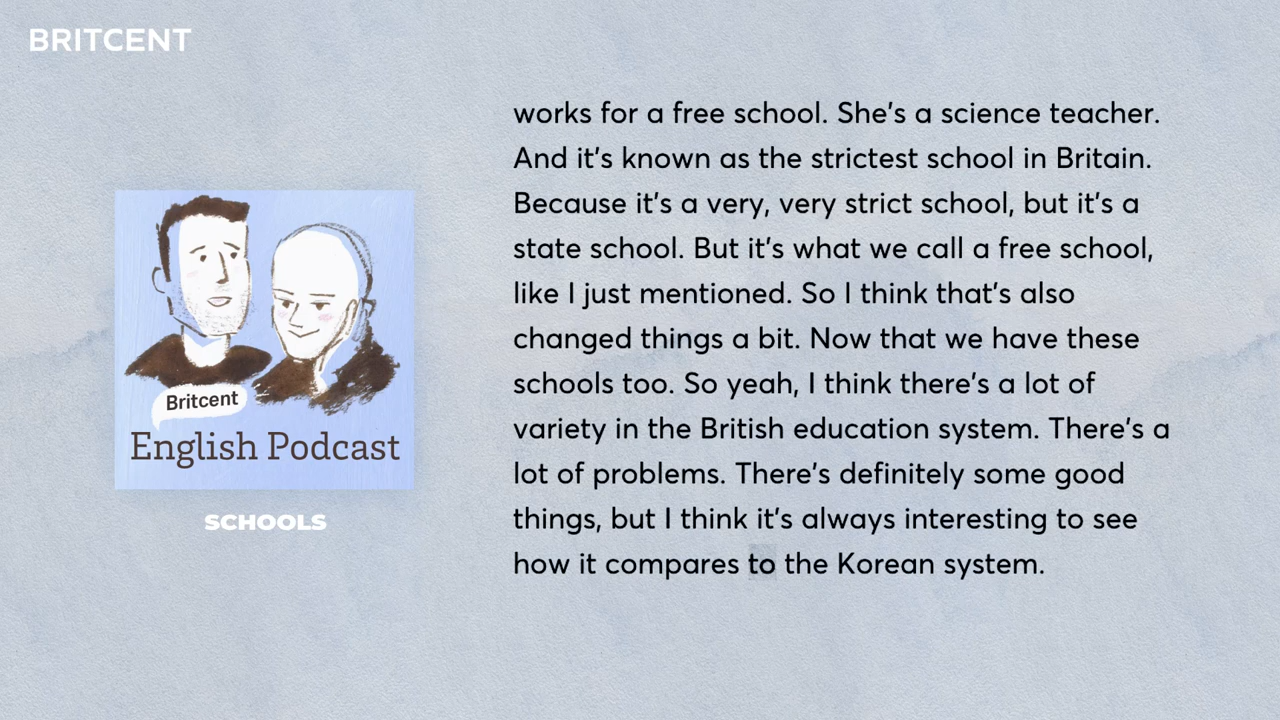 BRITCENT
works for a free school. She's a science teacher.
And it's known as the strictest school in Britain.
Because it's a very, very strict school, but it's a
state school. But it's what we call a free school,
like I just mentioned. So I think that's also
changed things a bit. Now that we have these
schools too. So yeah, I think there's a lot of
variety in the British education system. There's a
lot of problems. There's definitely some good
things, but I think it's always interesting to see
how it compares to the Korean system.
Britcent
English Podcast
SCHOOLS